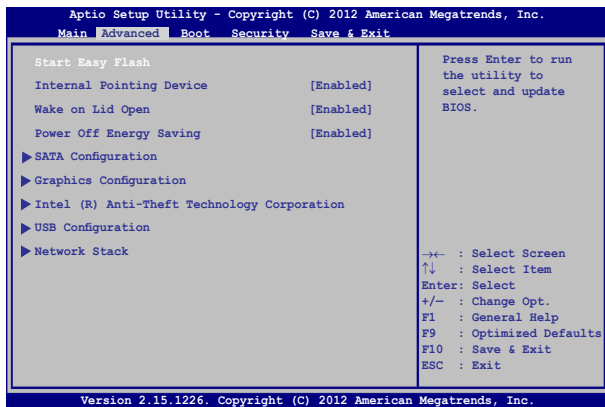 Aptio Setup Utility - Copyright (C) 2012 American Megatrends, Inc.
Main Advanced Boot Security Save & Exit
Start Easy Flash
Internal Pointing Device [Enabled]
Wake on Lid Open [Enabled]
Power Off Energy Saving [Enabled]
▶ SATA Configuration
▶ Graphics Configuration
▶ Intel (R) Anti-Theft Technology Corporation
▶ USB Configuration
▶ Network Stack
Press Enter to run
the utility to
select and update
BIOS.
→← : Select Screen
↑↓ : Select Item
Enter: Select
+/— : Change Opt.
F1 : General Help
F9 : Optimized Defaults
F10 : Save & Exit
ESC : Exit
Version 2.15.1226. Copyright (C) 2012 American Megatrends, Inc.